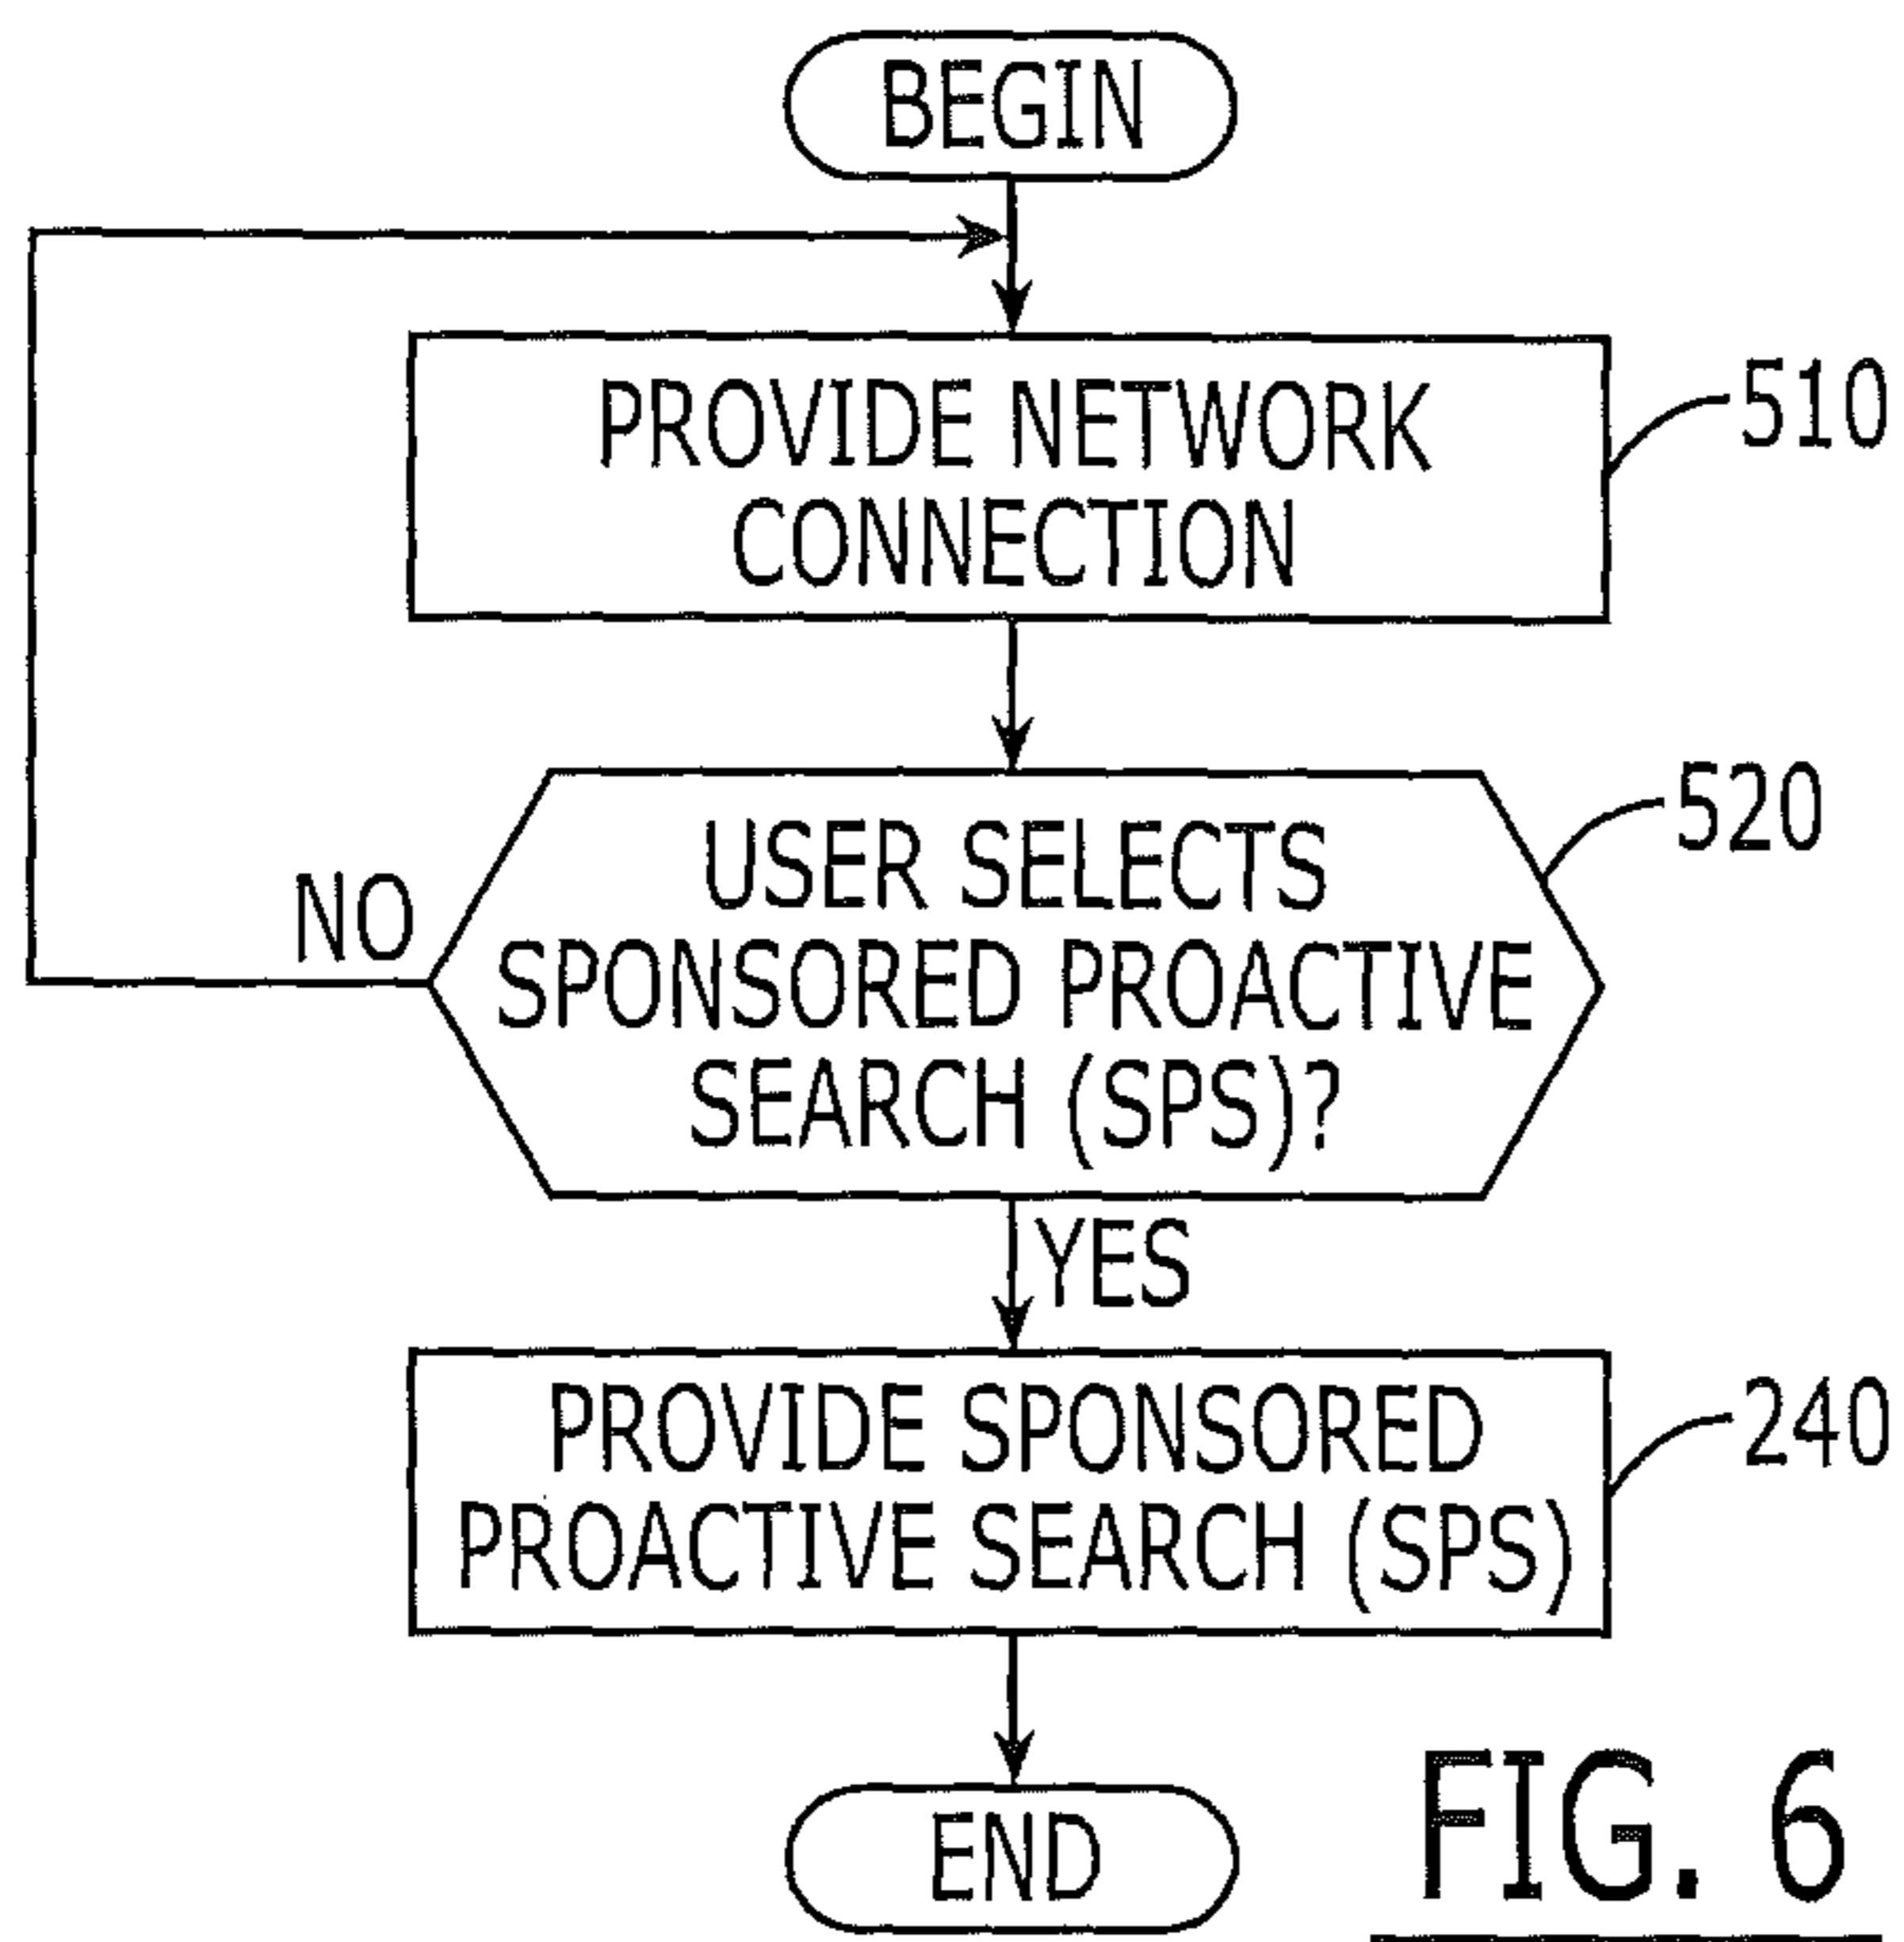 BEGIN
PROVIDE NETWORK
CONNECTION
510
USER SELECTS
SPONSORED PROACTIVE
SEARCH (SPS)?
520
NO
YES
PROVIDE SPONSORED
PROACTIVE SEARCH (SPS)
240
END
FIG. 6